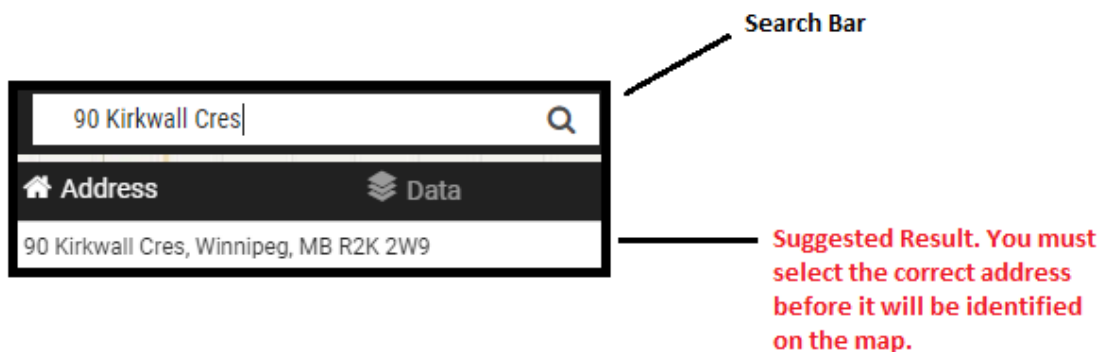 Search Bar
90 Kirkwall Cres
Address
Data
90 Kirkwall Cres, Winnipeg, MB R2K 2W9
Suggested Result. You must
select the correct address
before it will be identified
on the map.